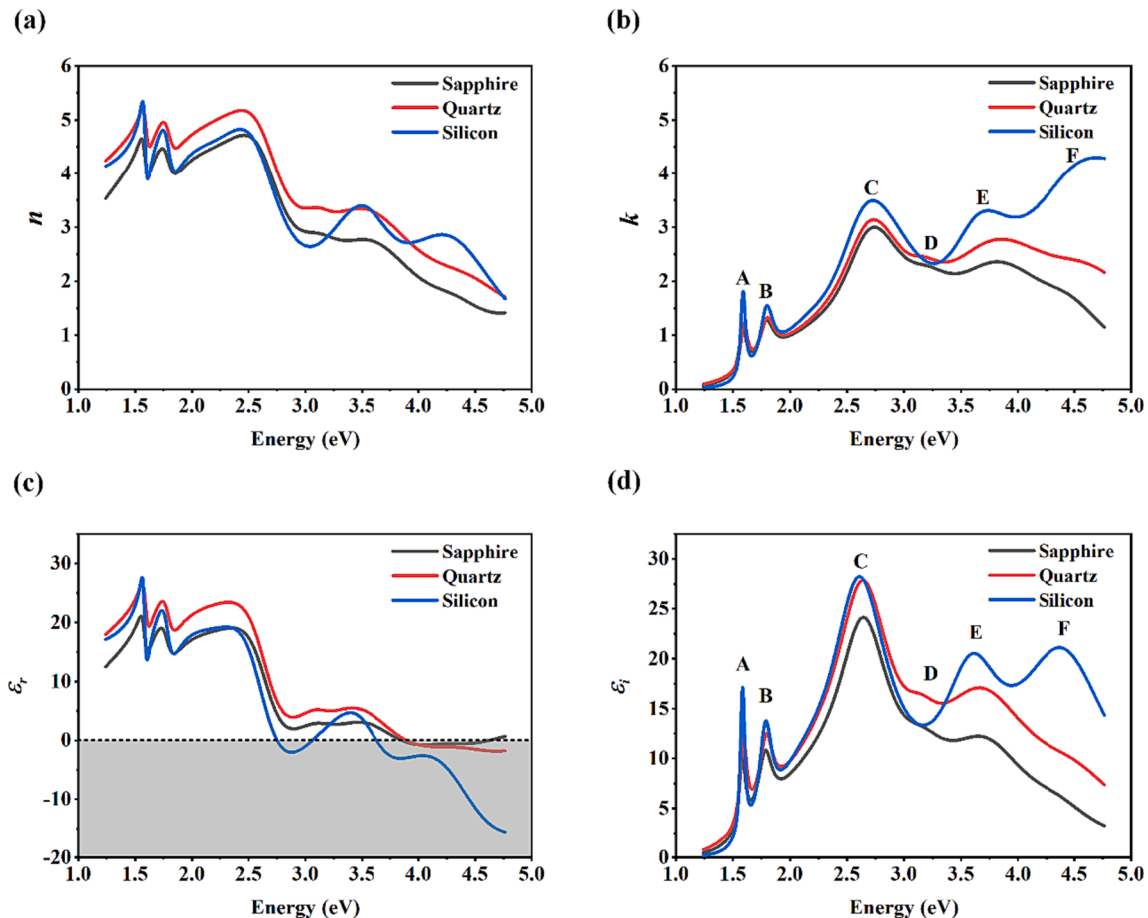 (a)
6
5
4
3
2
1
0
n
1.0 1.5 2.0 2.5 3.0 3.5 4.0 4.5 5.0
Energy (eV)
Sapphire
Quartz
Silicon
(b)
6
5
4
3
2
1
0
k
1.0 1.5 2.0 2.5 3.0 3.5 4.0 4.5 5.0
Energy (eV)
Sapphire
Quartz
Silicon
A
B
C
D
E
F
(c)
30
20
10
0
-10
-20
εr
1.0 1.5 2.0 2.5 3.0 3.5 4.0 4.5 5.0
Energy (eV)
Sapphire
Quartz
Silicon
(d)
30
25
20
15
10
5
0
εi
1.0 1.5 2.0 2.5 3.0 3.5 4.0 4.5 5.0
Energy (eV)
Sapphire
Quartz
Silicon
A
B
C
D
E
F